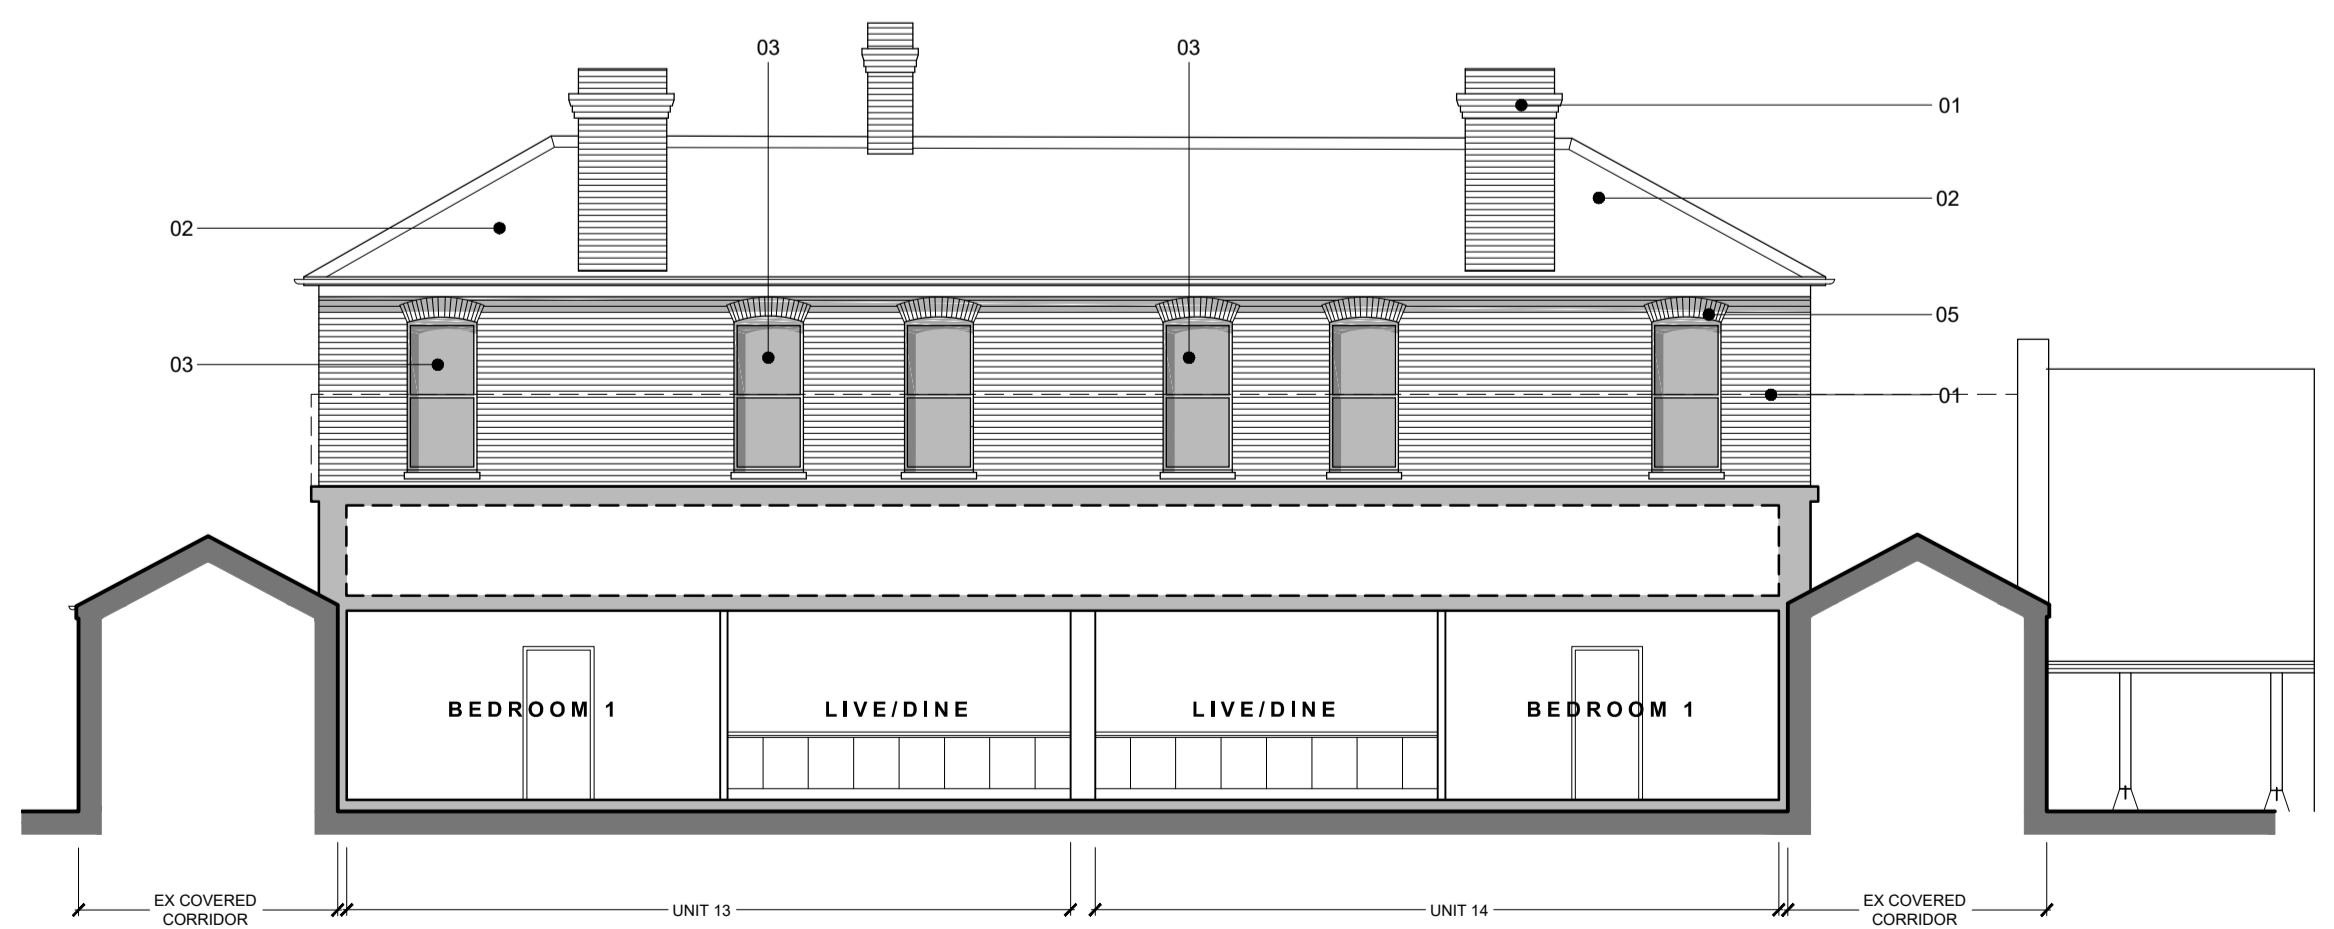 03
03
01
02
02
05
03
01
BEDROOM 1
LIVE/DINE
LIVE/DINE
BEDROOM 1
EX COVERED
CORRIDOR
UNIT 13
UNIT 14
EX COVERED
CORRIDOR